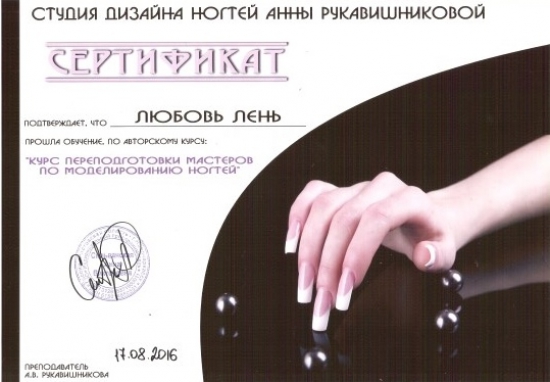 СТУДИЯ ДИЗАЙНА НОГТЕЙ АННЫ РУКАВИШНИКОВОЙ
СЕРТИФИКАТ
ПОДТВЕРЖДАЕТ, ЧТО ЛЮБОВЬ ЛЕНЬ
ПРОШЛА ОБУЧЕНИЕ, ПО АВТОРСКОМУ КУРСУ:
"КУРС ПЕРЕПОДГОТОВКИ МАСТЕРОВ
ПО МОДЕЛИРОВАНИЮ НОГТЕЙ"
17.08.2016
ПРЕПОДАВАТЕЛЬ
А.В. РУКАВИШНИКОВА